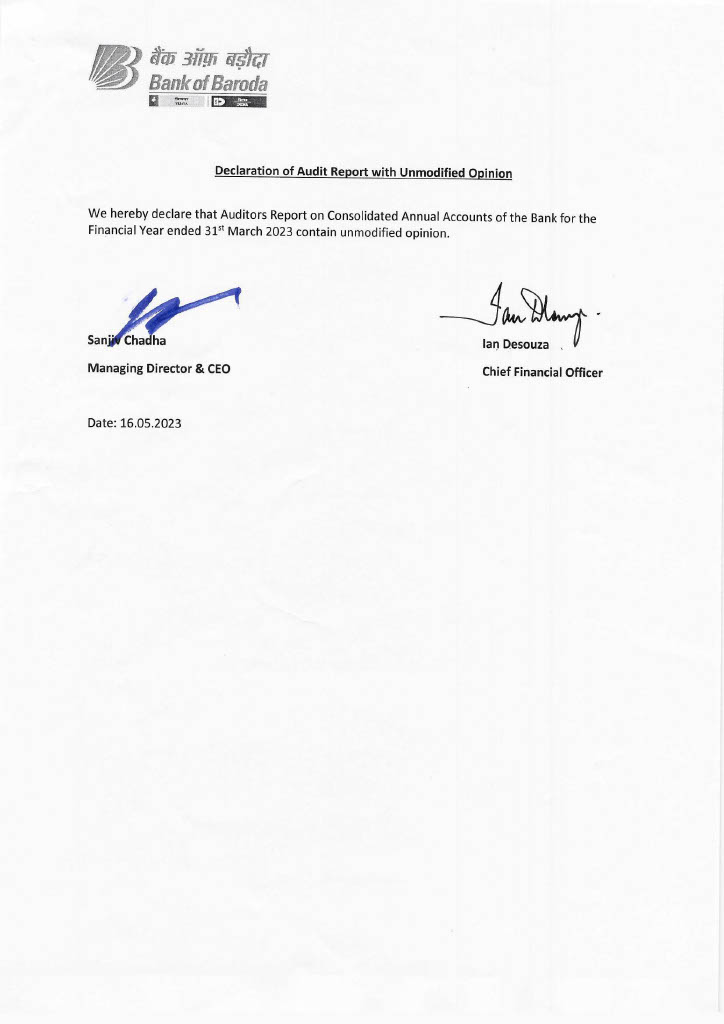 बैंक ऑफ़ बड़ौदा
Bank of Baroda
Declaration of Audit Report with Unmodified Opinion
We hereby declare that Auditors Report on Consolidated Annual Accounts of the Bank for the
Financial Year ended 31st March 2023 contain unmodified opinion.
Sanjiv Chadha
Ian Desouza
Managing Director & CEO
Chief Financial Officer
Date: 16.05.2023